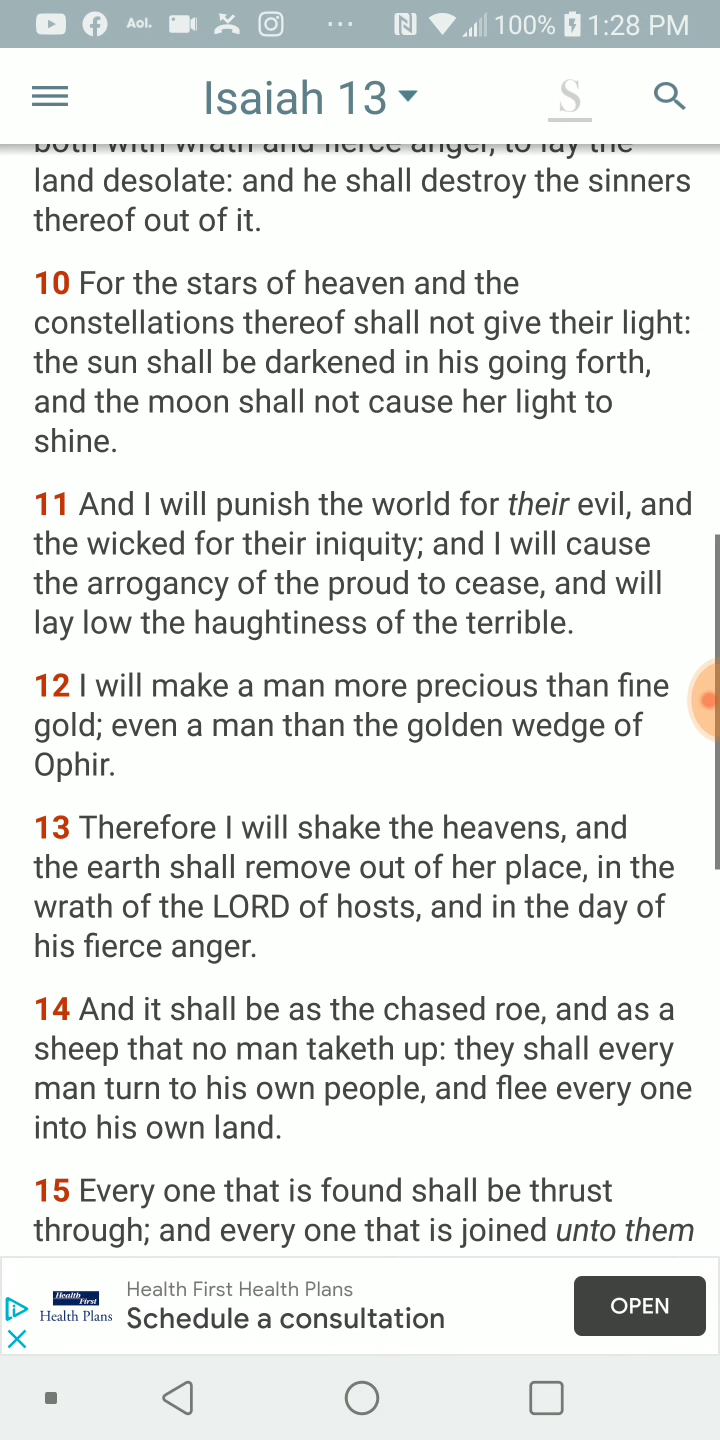 Aol.
100%
1:28 PM
Isaiah 13
S
both with wrath and fierce anger, to lay the
land desolate: and he shall destroy the sinners
thereof out of it.
10 For the stars of heaven and the
constellations thereof shall not give their light:
the sun shall be darkened in his going forth,
and the moon shall not cause her light to
shine.
11 And I will punish the world for their evil, and
the wicked for their iniquity; and I will cause
the arrogancy of the proud to cease, and will
lay low the haughtiness of the terrible.
12 I will make a man more precious than fine
gold; even a man than the golden wedge of
Ophir.
13 Therefore I will shake the heavens, and
the earth shall remove out of her place, in the
wrath of the LORD of hosts, and in the day of
his fierce anger.
14 And it shall be as the chased roe, and as a
sheep that no man taketh up: they shall every
man turn to his own people, and flee every one
into his own land.
15 Every one that is found shall be thrust
through; and every one that is joined unto them
Health First
Health Plans
Health First Health Plans
Schedule a consultation
OPEN